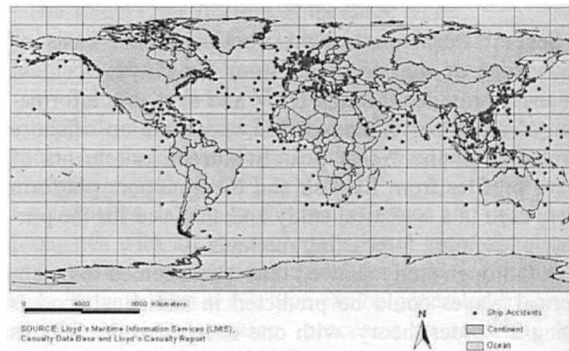 0 4000 8000 Kilometers
SOURCE: Lloyd's Maritime Information Services (LMIS),
Casualty Data Base and Lloyd's Casualty Report
N
Ship Accidents
Continent
Ocean